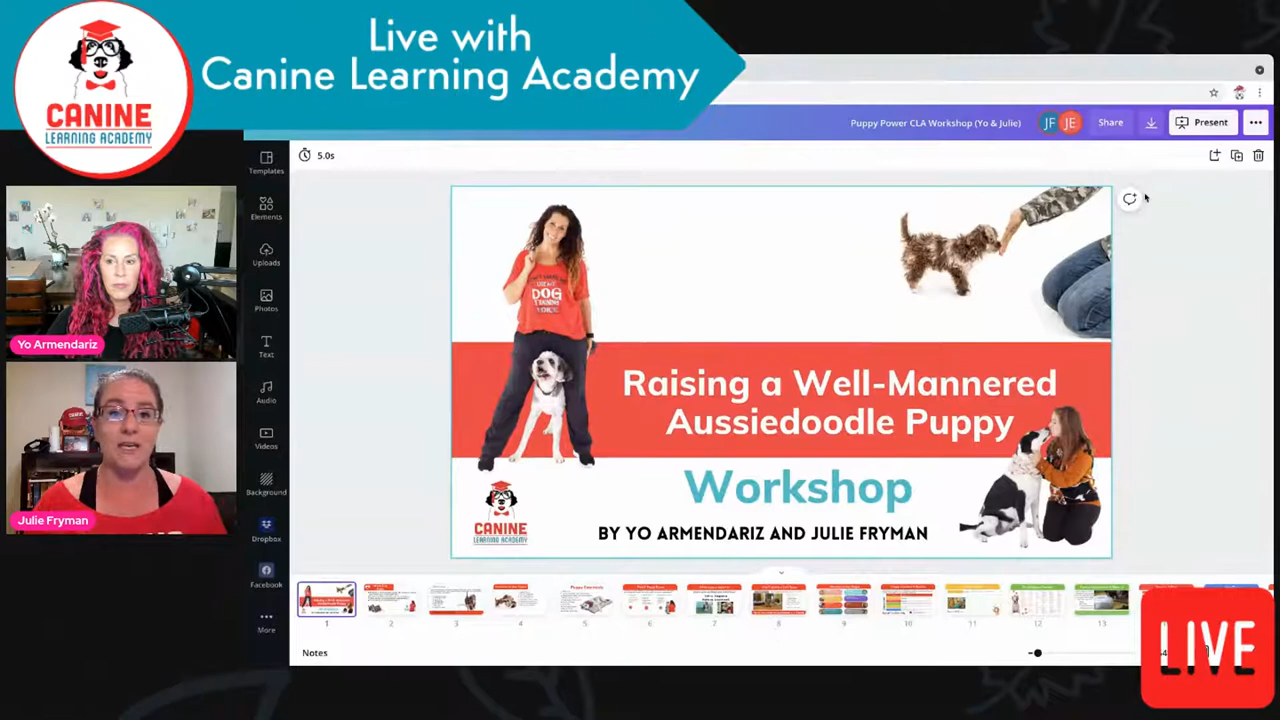 Live with
Canine Learning Academy
CANINE
LEARNING ACADEMY
Puppy Power CLA Workshop (Yo & Julie)
JF
JE
Share
Present
5.0s
Templates
Elements
Uploads
Photos
Text
Audio
Videos
Background
Dropbox
Facebook
More
Yo Armendariz
Julie Fryman
DOG
TRAINING
Raising a Well-Mannered
Aussiedoodle Puppy
Workshop
BY YO ARMENDARIZ AND JULIE FRYMAN
CANINE
LEARNING ACADEMY
1
2
3
4
5
6
7
8
9
10
11
12
13
Notes
LIVE